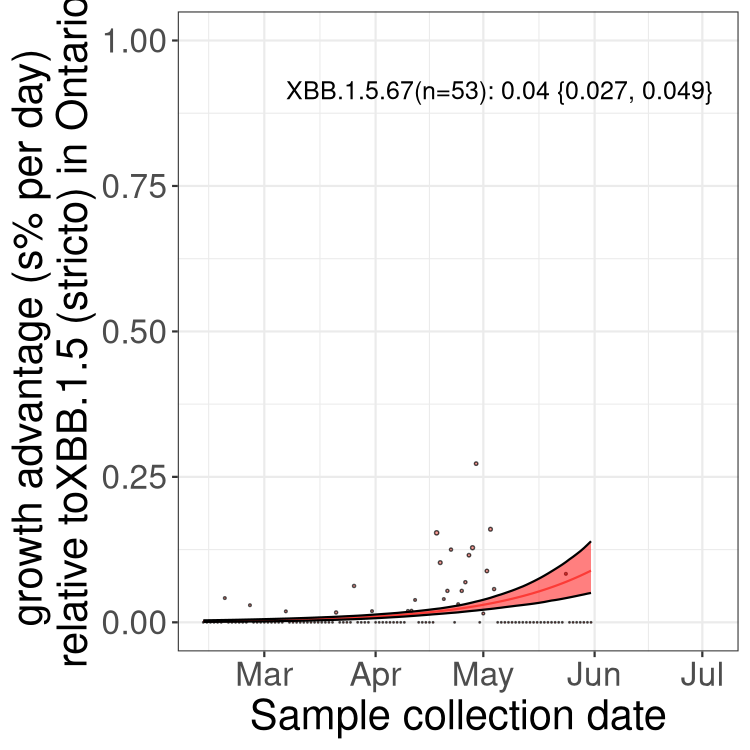 growth advantage (s% per day)
relative toXBB.1.5 (stricto) in Ontario
1.00
0.75
0.50
0.25
0.00
XBB.1.5.67(n=53): 0.04 {0.027, 0.049}
Mar Apr May Jun Jul
Sample collection date